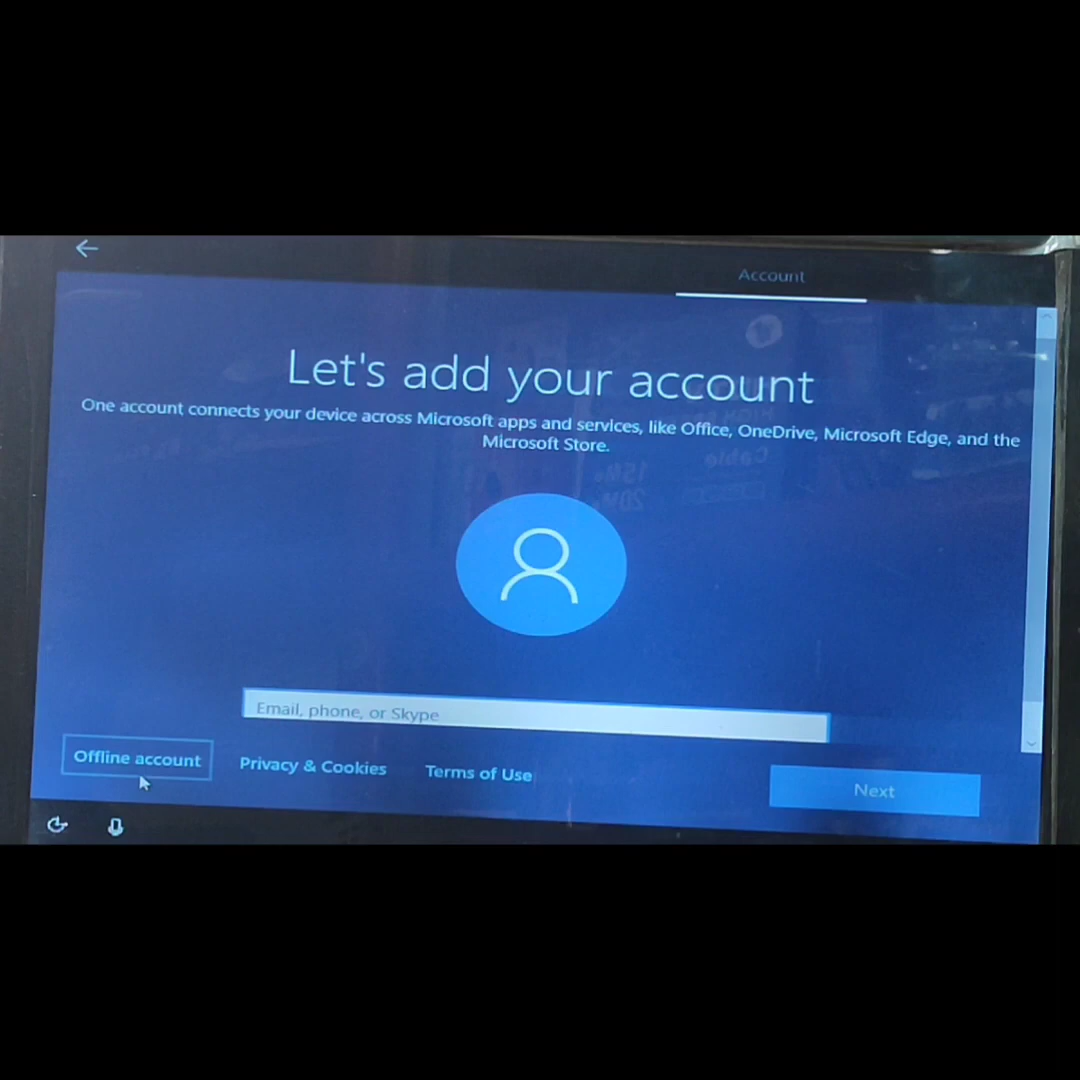 Account
Let's add your account
One account connects your device across Microsoft apps and services, like Office, OneDrive, Microsoft Edge, and the
Microsoft Store.
Email, phone, or Skype
Offline account
Privacy & Cookies
Terms of Use
Next